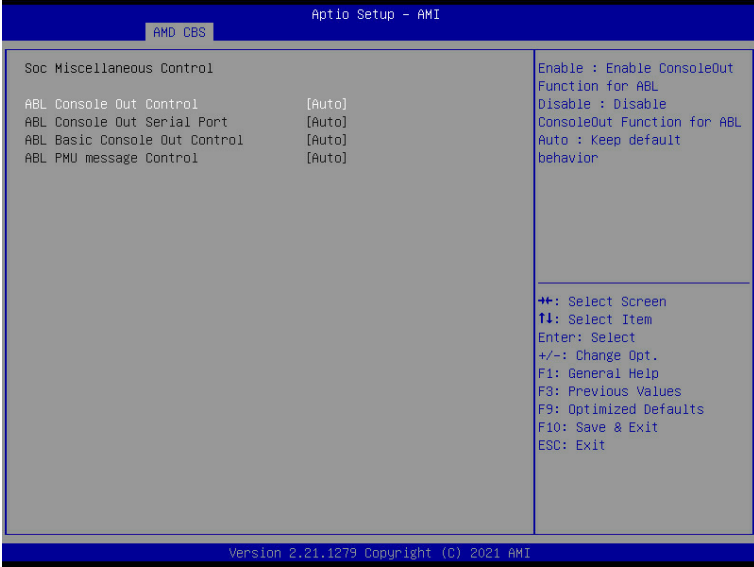 Aptio Setup - AMI
AMD CBS
Soc Miscellaneous Control
ABL Console Out Control [Auto]
ABL Console Out Serial Port [Auto]
ABL Basic Console Out Control [Auto]
ABL PMU message Control [Auto]
Enable : Enable ConsoleOut
Function for ABL
Disable : Disable
ConsoleOut Function for ABL
Auto : Keep default
behavior
→←: Select Screen
↑↓: Select Item
Enter: Select
+/-: Change Opt.
F1: General Help
F3: Previous Values
F9: Optimized Defaults
F10: Save & Exit
ESC: Exit
Version 2.21.1279 Copyright (C) 2021 AMI